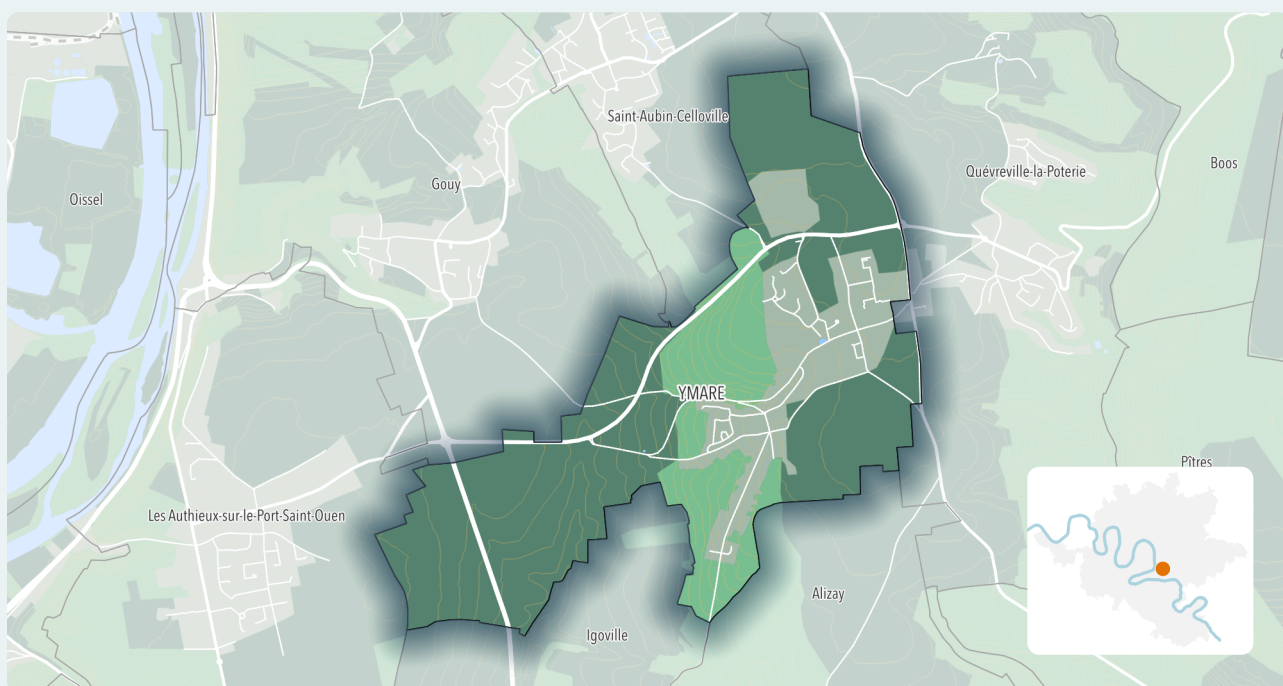 Saint-Aubin-Celloville
Quévreville-la-Poterie
Boos
Gouy
Oissel
YMARE
Pîtres
Les Authieux-sur-le-Port-Saint-Ouen
Alizay
Igoville